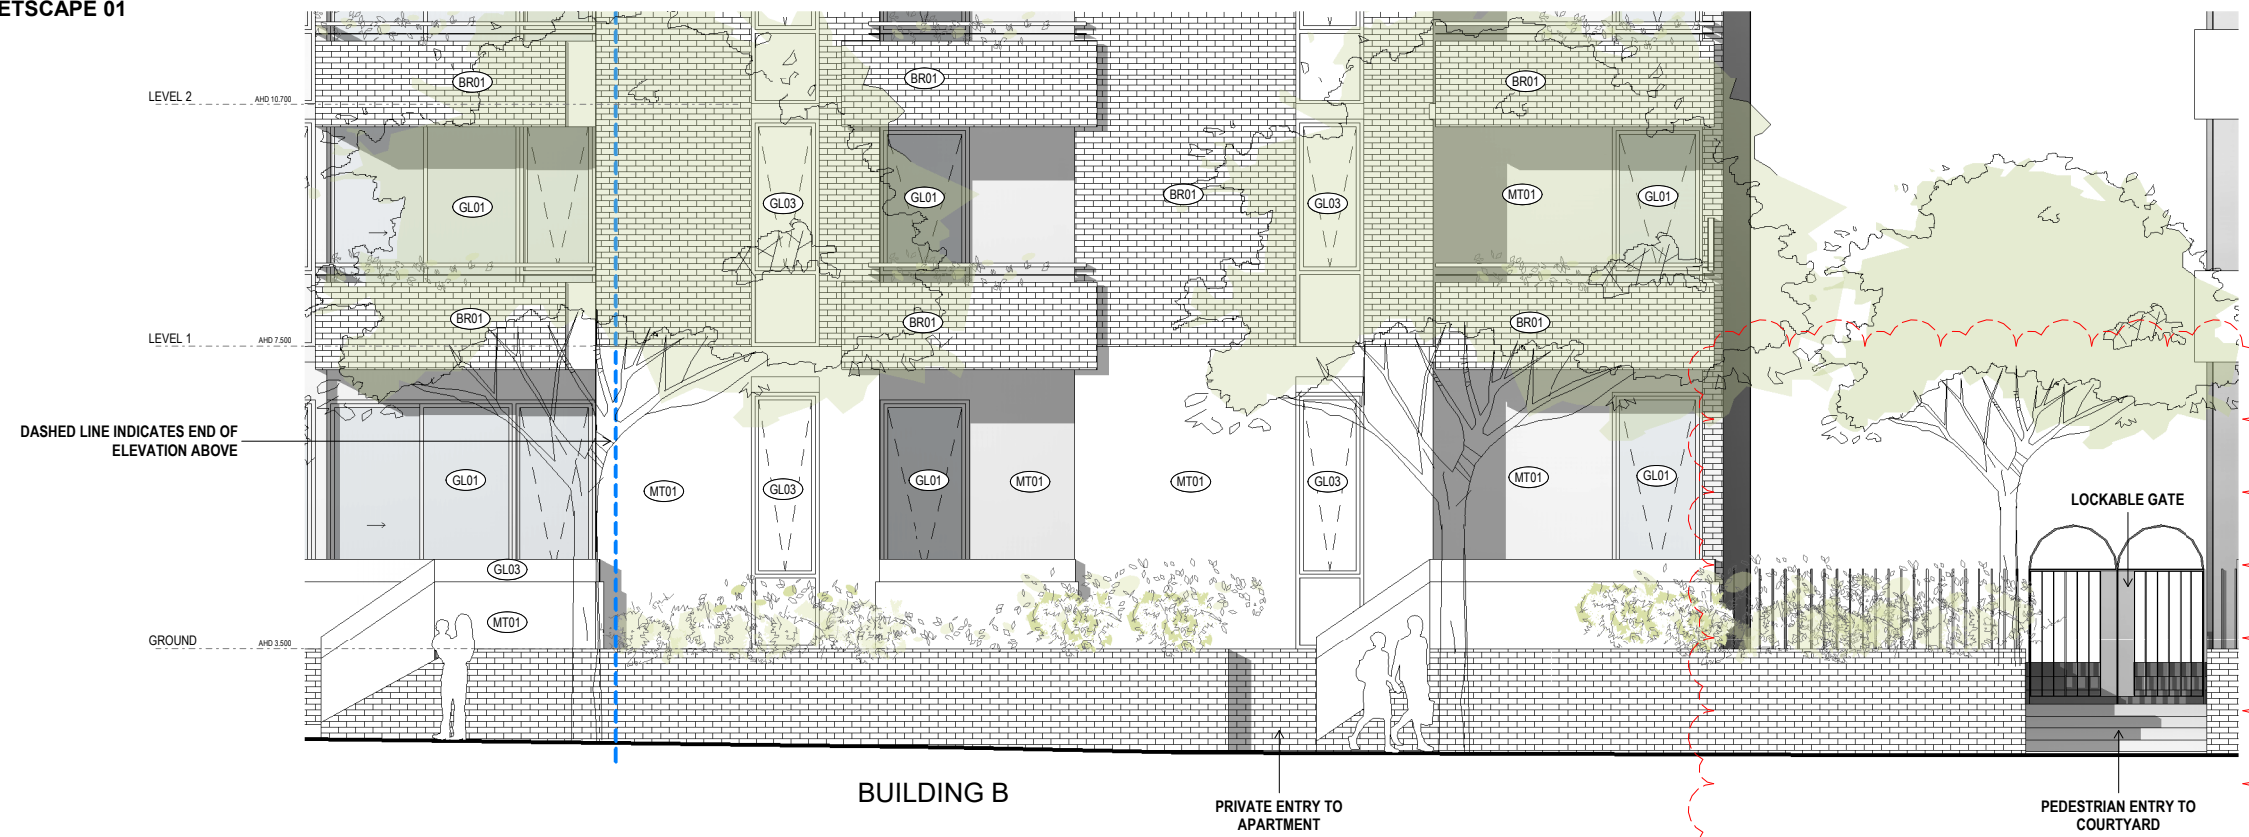 ETSCAPE 01
BR01
BR01
BR01
LEVEL 2
AHD 10.700
GL01
GL03
GL01
BR01
GL03
MT01
GL01
BR01
BR01
BR01
LEVEL 1
AHD 7.500
DASHED LINE INDICATES END OF
ELEVATION ABOVE
GL01
MT01
GL03
GL01
MT01
MT01
GL03
MT01
GL01
LOCKABLE GATE
GL03
MT01
GROUND
AHD 3.500
BUILDING B
PRIVATE ENTRY TO
APARTMENT
PEDESTRIAN ENTRY TO
COURTYARD